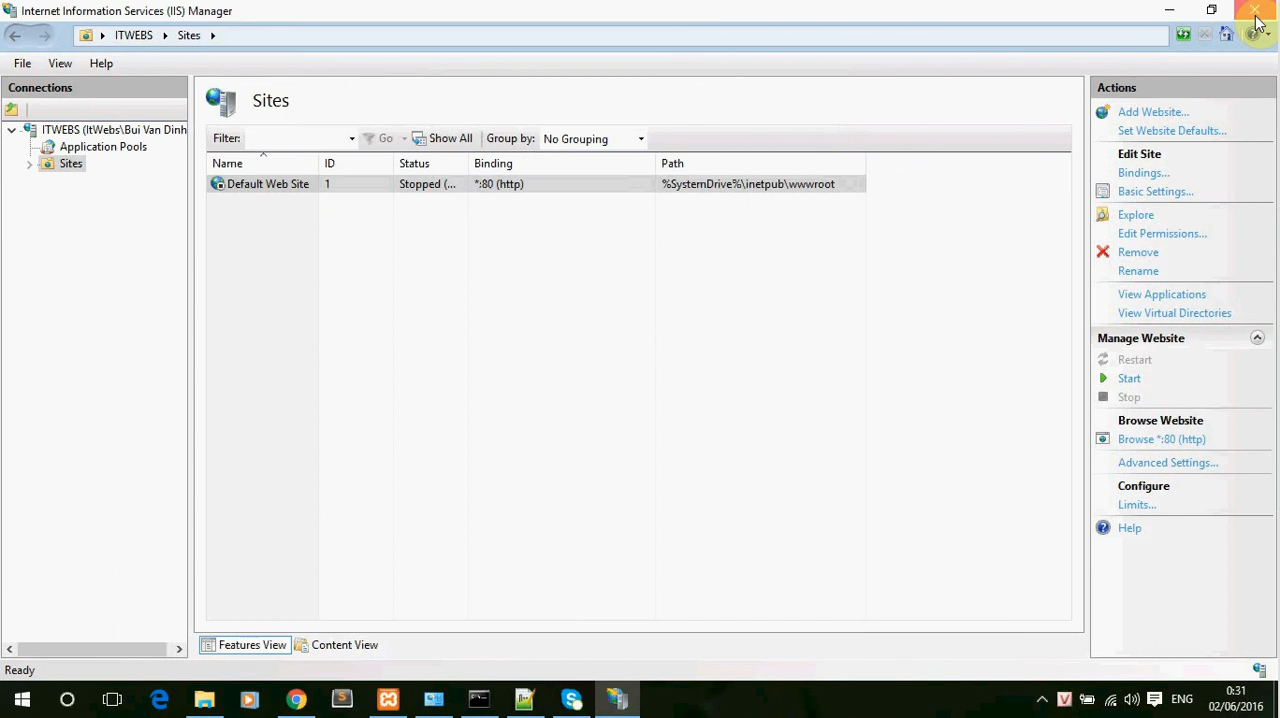 Internet Information Services (IIS) Manager
ITWEBS
Sites
File View Help
Connections
ITWEBS (ItWebs\Bui Van Dinh
Application Pools
Sites
Sites
Filter: Go Show All Group by: No Grouping
Name ID Status Binding Path
Default Web Site 1 Stopped (... *:80 (http) %SystemDrive%\inetpub\wwwroot
Features View Content View
Actions
Add Website...
Set Website Defaults...
Edit Site
Bindings...
Basic Settings...
Explore
Edit Permissions...
Remove
Rename
View Applications
View Virtual Directories
Manage Website
Restart
Start
Stop
Browse Website
Browse *:80 (http)
Advanced Settings...
Configure
Limits...
Help
Ready
ENG
0:31
02/06/2016